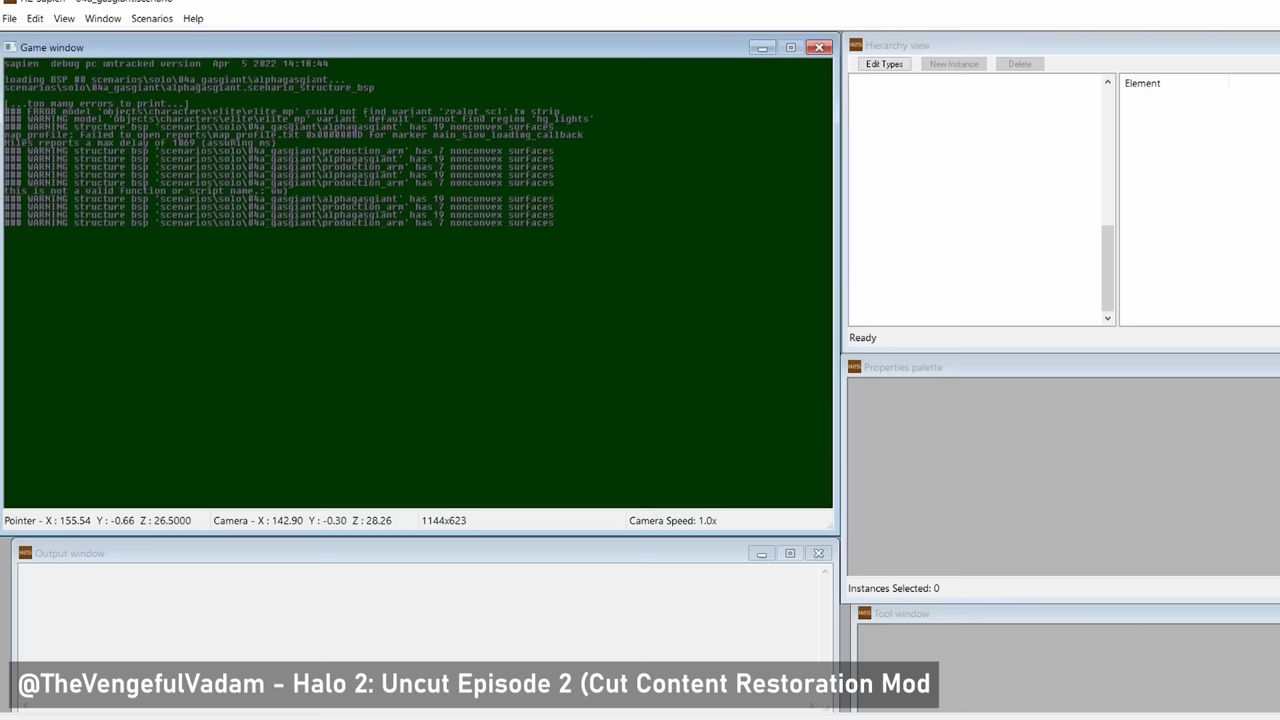 File Edit View Window Scenarios Help
Game window
sapien debug pc untracked version Apr 5 2022 14:18:44
loading BSP #0 scenarios\solo\04a_gasgiant\alphagasgiant...
scenarios\solo\04a_gasgiant\alphagasgiant.scenario_structure_bsp
[...too many errors to print...]
### ERROR model 'objects\characters\elite\elite_mp' could not find variant 'zealot_scl' to strip
### WARNING model 'objects\characters\elite\elite_mp' variant 'default' cannot find region 'hg_lights'
### WARNING structure bsp 'scenarios\solo\04a_gasgiant\alphagasgiant' has 19 nonconvex surfaces
map_profile: failed to open reports\map_profile.txt 0x0000000D for marker main_slow_loading_callback
Miles reports a max delay of 1069 (assuming ms)
### WARNING structure bsp 'scenarios\solo\04a_gasgiant\production_arm' has 7 nonconvex surfaces
### WARNING structure bsp 'scenarios\solo\04a_gasgiant\alphagasgiant' has 19 nonconvex surfaces
### WARNING structure bsp 'scenarios\solo\04a_gasgiant\production_arm' has 7 nonconvex surfaces
### WARNING structure bsp 'scenarios\solo\04a_gasgiant\alphagasgiant' has 19 nonconvex surfaces
### WARNING structure bsp 'scenarios\solo\04a_gasgiant\production_arm' has 7 nonconvex surfaces
this is not a valid function or script name.:
### WARNING structure bsp 'scenarios\solo\04a_gasgiant\alphagasgiant' has 19 nonconvex surfaces
### WARNING structure bsp 'scenarios\solo\04a_gasgiant\production_arm' has 7 nonconvex surfaces
### WARNING structure bsp 'scenarios\solo\04a_gasgiant\alphagasgiant' has 19 nonconvex surfaces
### WARNING structure bsp 'scenarios\solo\04a_gasgiant\production_arm' has 7 nonconvex surfaces
Pointer - X : 155.54 Y : -0.66 Z : 26.5000 Camera - X : 142.90 Y : -0.30 Z : 28.26 1144x623 Camera Speed: 1.0x
Hierarchy view
Edit Types New Instance Delete
Element
Ready
Properties palette
Instances Selected: 0
Output window
Tool window
@TheVengefulVadam - Halo 2: Uncut Episode 2 (Cut Content Restoration Mod